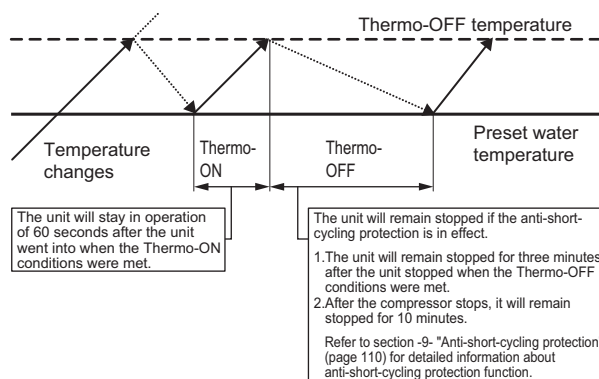 Thermo-OFF temperature
Temperature
changes
Thermo-
ON
Thermo-
OFF
Preset water
temperature
The unit will stay in operation
of 60 seconds after the unit
went into when the Thermo-ON
conditions were met.
The unit will remain stopped if the anti-short-
cycling protection is in effect.
1.The unit will remain stopped for three minutes
after the unit stopped when the Thermo-OFF
conditions were met.
2.After the compressor stops, it will remain
stopped for 10 minutes.
Refer to section -9- "Anti-short-cycling protection
(page 110) for detailed information about
anti-short-cycling protection function.